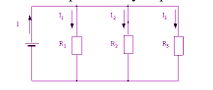 I I₁ I₂ I₃
R₁ R₂ R₃